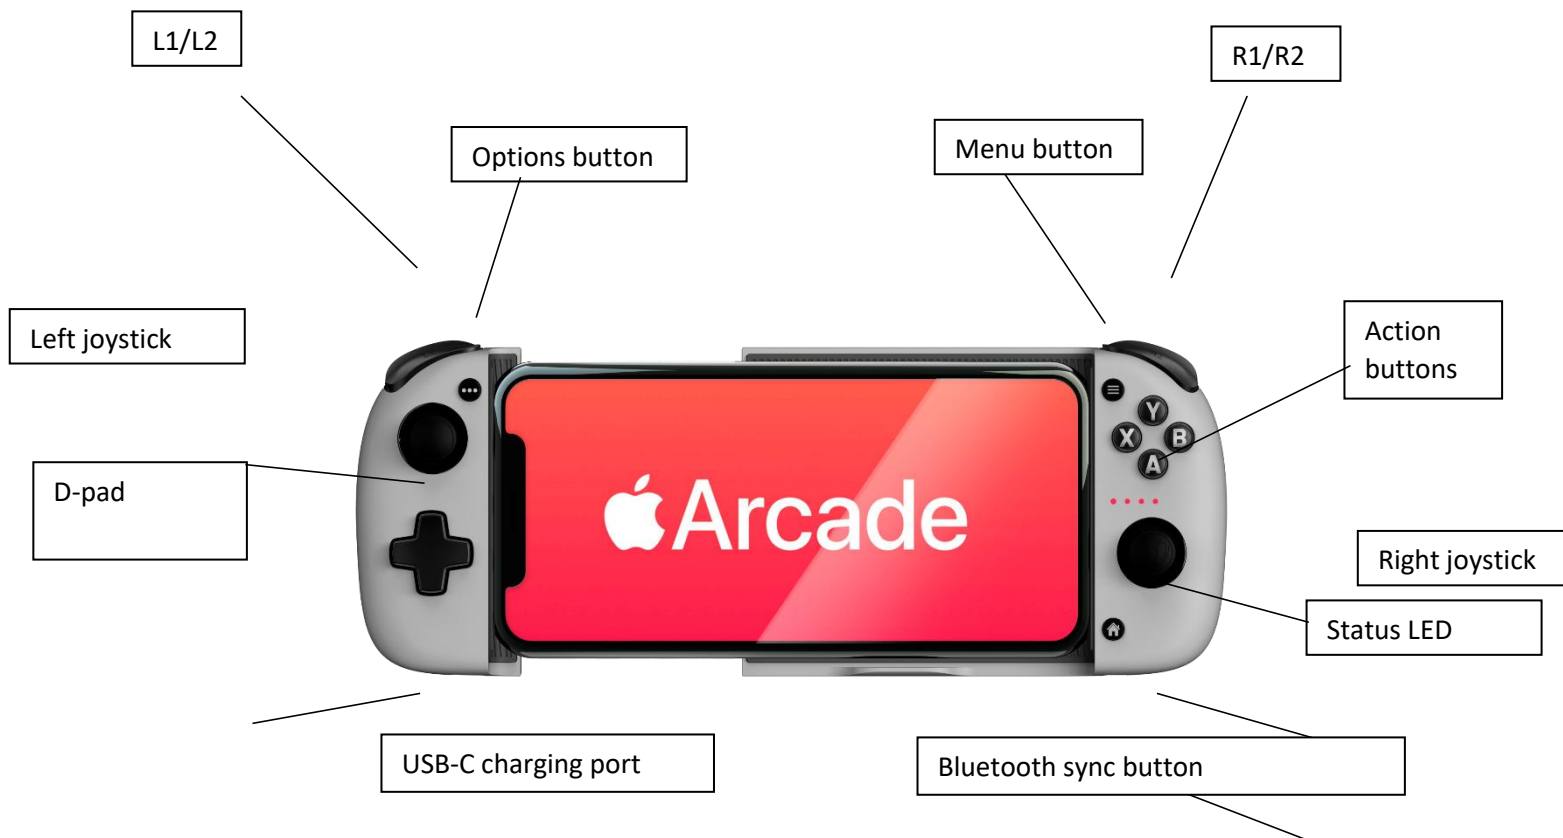 L1/L2
R1/R2
Options button
Menu button
Left joystick
Action
buttons
Y
X
B
A
D-pad
Arcade
Right joystick
Status LED
USB-C charging port
Bluetooth sync button